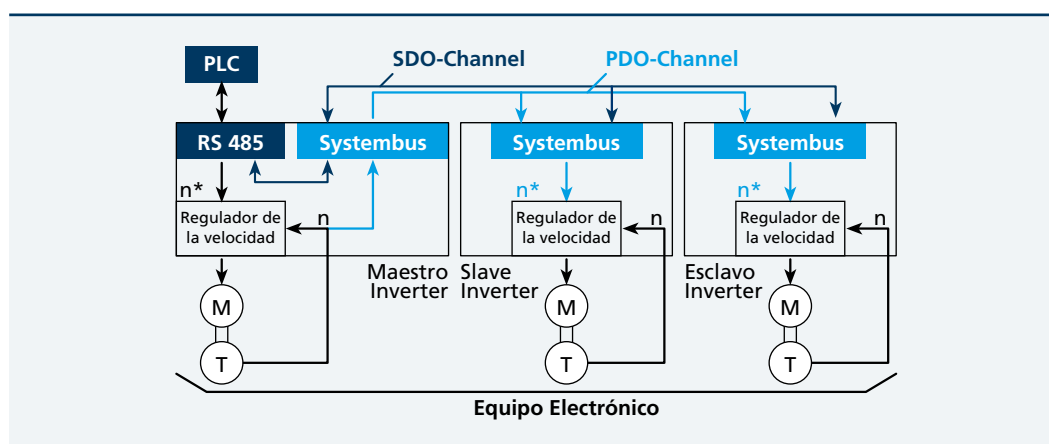 SDO-Channel PDO-Channel
PLC
RS 485 Systembus Systembus Systembus
n* n* n*
n n n
Regulador de Regulador de Regulador de
la velocidad la velocidad la velocidad
Maestro Slave Esclavo
Inverter Inverter Inverter
M M M
T T T
Equipo Electrónico